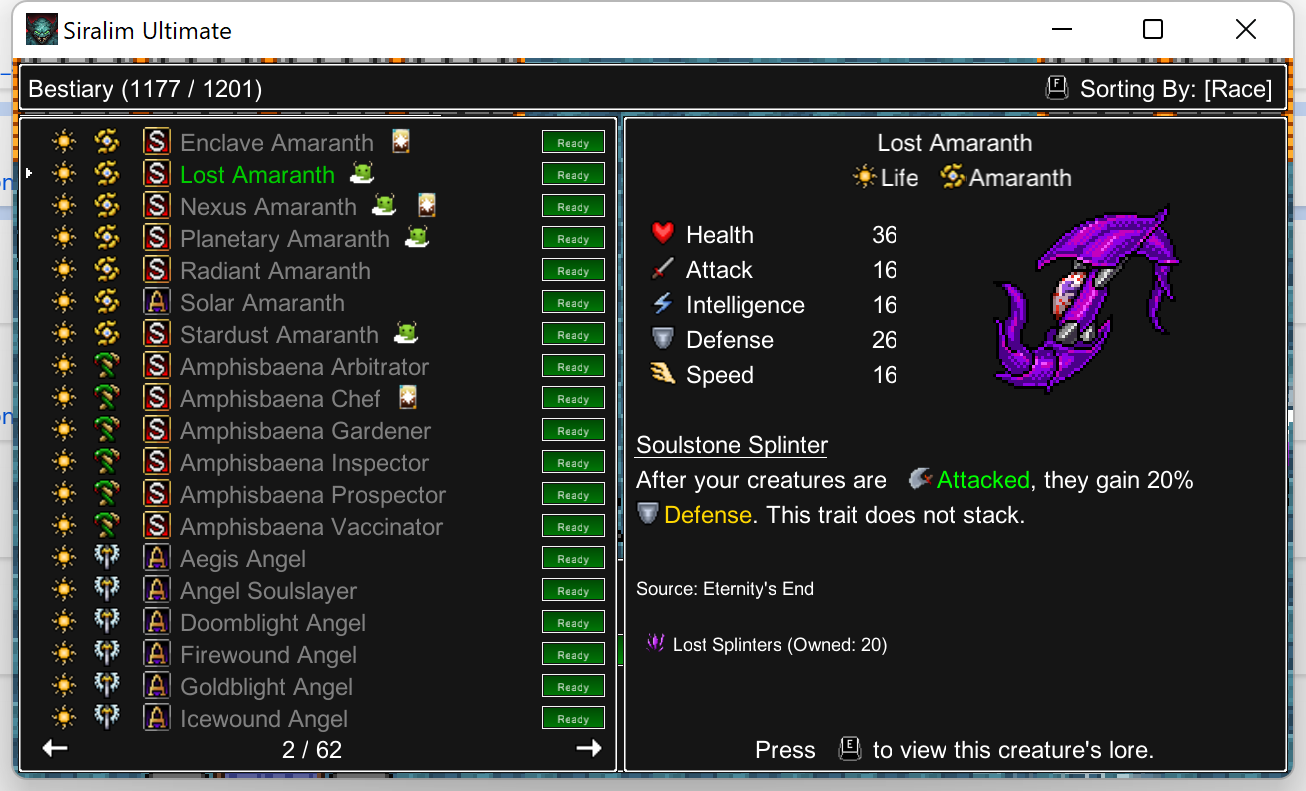 Siralim Ultimate
Bestiary (1177 / 1201)
F Sorting By: [Race]
S Enclave Amaranth Ready
S Lost Amaranth Ready
S Nexus Amaranth Ready
S Planetary Amaranth Ready
S Radiant Amaranth Ready
A Solar Amaranth Ready
S Stardust Amaranth Ready
S Amphisbaena Arbitrator Ready
S Amphisbaena Chef Ready
S Amphisbaena Gardener Ready
S Amphisbaena Inspector Ready
S Amphisbaena Prospector Ready
S Amphisbaena Vaccinator Ready
A Aegis Angel Ready
A Angel Soulslayer Ready
A Doomblight Angel Ready
A Firewound Angel Ready
A Goldblight Angel Ready
A Icewound Angel Ready
2 / 62
Lost Amaranth
Life Amaranth
Health 36
Attack 16
Intelligence 16
Defense 26
Speed 16
Soulstone Splinter
After your creatures are Attacked, they gain 20%
Defense. This trait does not stack.
Source: Eternity's End
Lost Splinters (Owned: 20)
Press E to view this creature's lore.